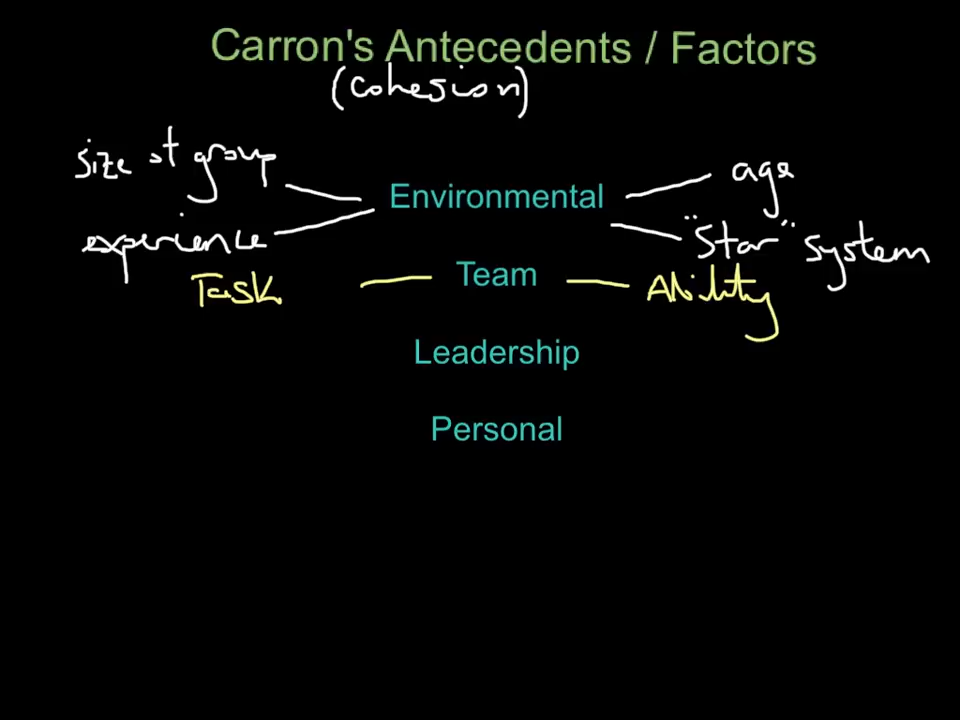 Carron's Antecedents / Factors
(cohesion)
size of group
Environmental
age
experience
"Star" system
Task
Team
Ability
Leadership
Personal